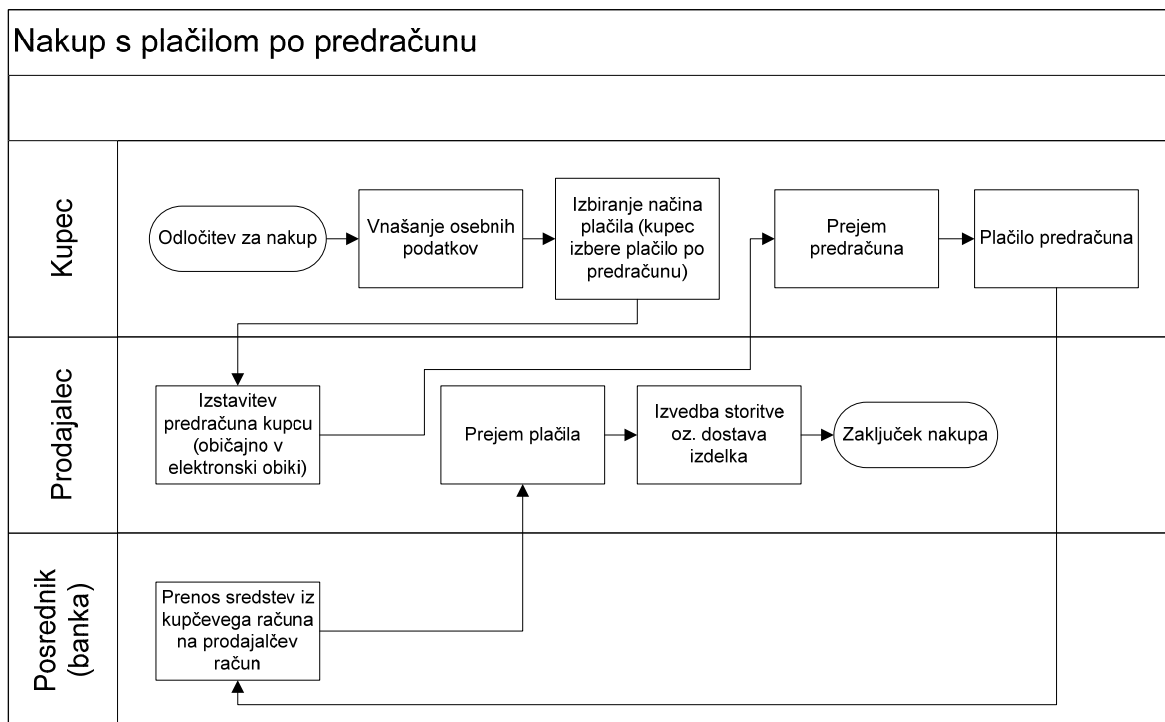 Nakup s plačilom po predračunu
Kupec
Odločitev za nakup
Vnašanje osebnih
podatkov
Izbiranje načina
plačila (kupec
izbere plačilo po
predračunu)
Prejem
predračuna
Plačilo predračuna
Prodajalec
Izstavitev
predračuna kupcu
(običajno v
elektronski obiki)
Prejem plačila
Izvedba storitve
oz. dostava
izdelka
Zaključek nakupa
Posrednik
(banka)
Prenos sredstev iz
kupčevega računa
na prodajalčev
račun